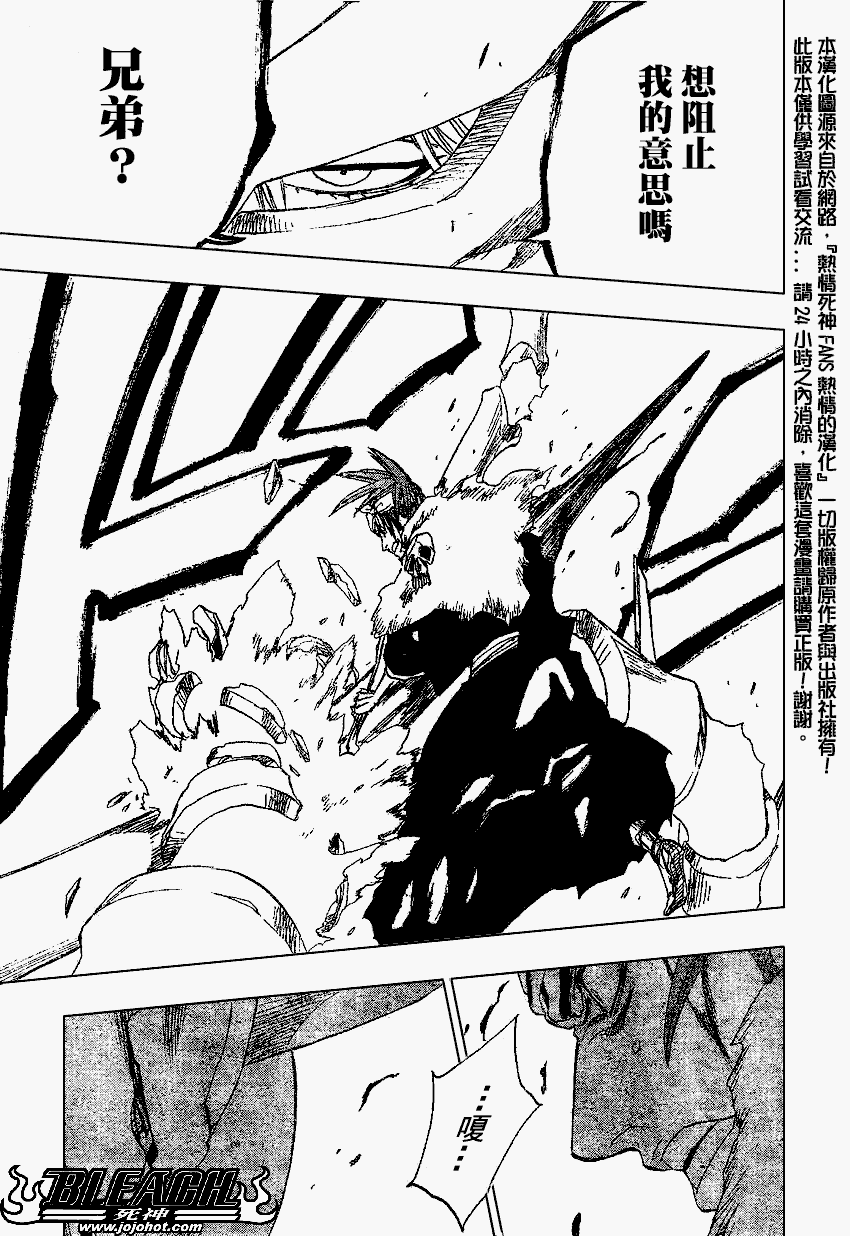 本漢化圖源來自於網路，『熱情死神FANS熱情的漢化』一切版權歸原作者與出版社擁有！
此版本僅供學習試看交流... 請24小時之內消除，喜歡這套漫畫請購買正版！謝謝。
想阻止
我的意思嗎
兄弟？
……嗄……
BLEACH
死神
www.jojohot.com